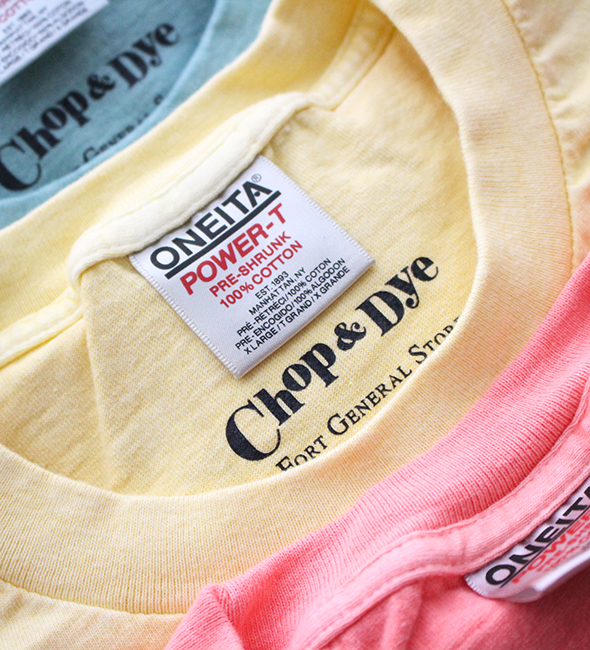 Chop & Dye
ONEITA®
POWER-T
PRE-SHRUNK
100% COTTON
EST. 1893
MANHATTAN, NY
PRE-RETRECI/100% COTON
PRE-ENCOGIDO/100% ALGODON
X LARGE/T GRAND/X GRANDE
Chop & Dye
FORT GENERAL STORE
ONEITA